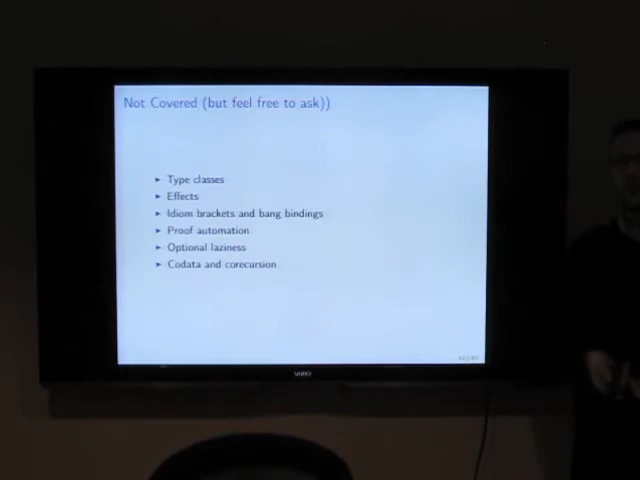 Not Covered (but feel free to ask))
▸ Type classes
▸ Effects
▸ Idiom brackets and bang bindings
▸ Proof automation
▸ Optional laziness
▸ Codata and corecursion
VIZIO